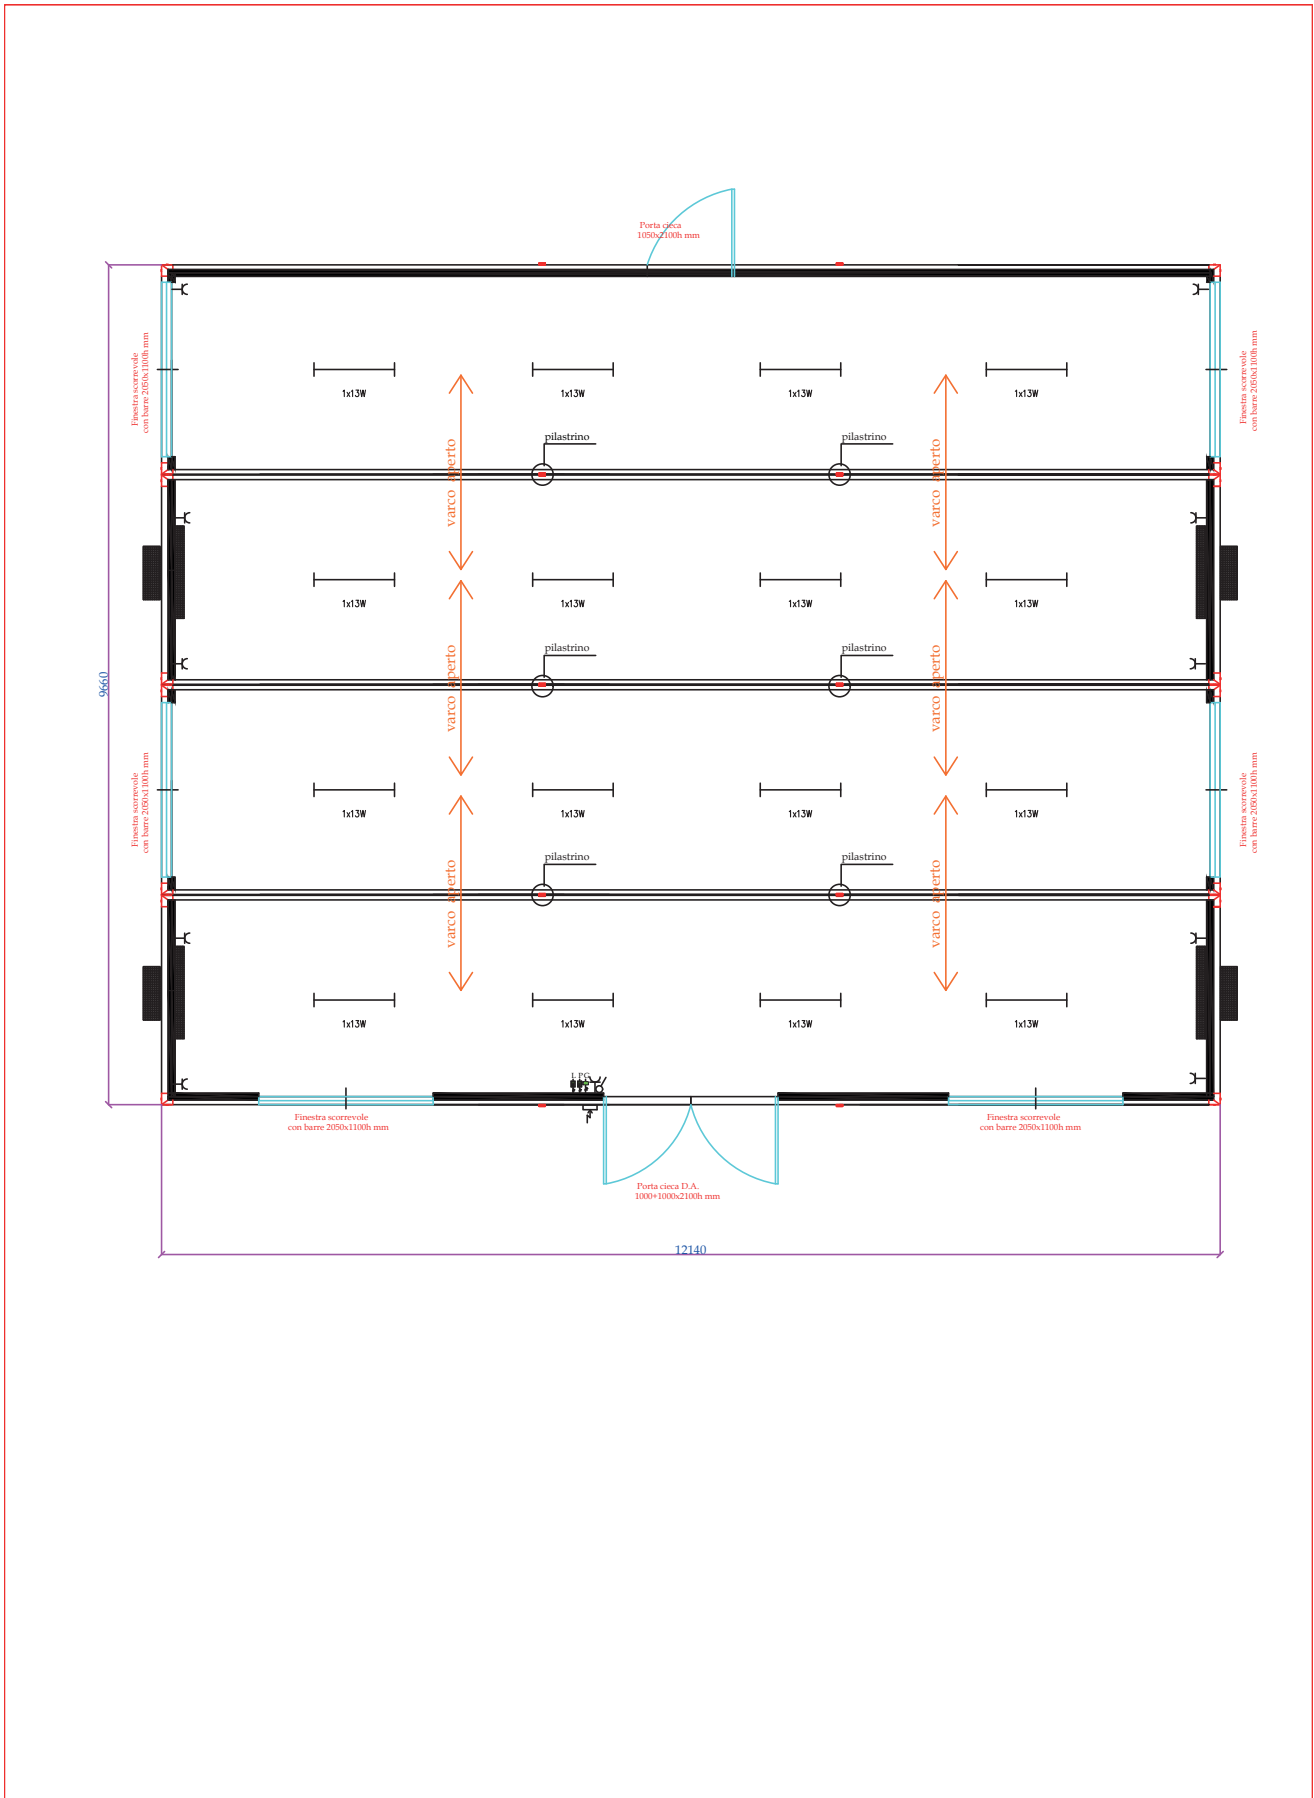 Porta cieca
1050x2100h mm
Finestra scorrevole
con barre 2050x1100h mm
Finestra scorrevole
con barre 2050x1100h mm
1x13W
1x13W
1x13W
1x13W
pilastrino
pilastrino
varco aperto
varco aperto
1x13W
1x13W
1x13W
1x13W
pilastrino
pilastrino
9660
varco aperto
varco aperto
Finestra scorrevole
con barre 2050x1100h mm
Finestra scorrevole
con barre 2050x1100h mm
1x13W
1x13W
1x13W
1x13W
pilastrino
pilastrino
varco aperto
varco aperto
1x13W
1x13W
1x13W
1x13W
L P G
Finestra scorrevole
con barre 2050x1100h mm
Finestra scorrevole
con barre 2050x1100h mm
Porta cieca D.A.
1000+1000x2100h mm
12140